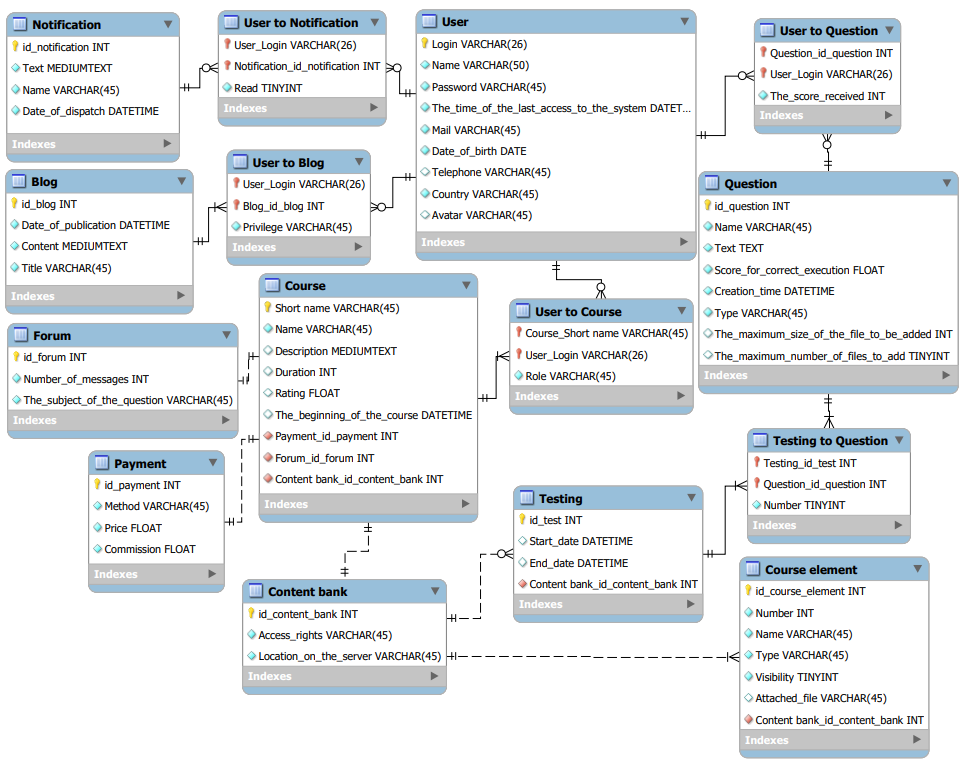 Notification
id_notification INT
Text MEDIUMTEXT
Name VARCHAR(45)
Date_of_dispatch DATETIME
Indexes
User to Notification
User_Login VARCHAR(26)
Notification_id_notification INT
Read TINYINT
Indexes
User
Login VARCHAR(26)
Name VARCHAR(50)
Password VARCHAR(45)
The_time_of_the_last_access_to_the_system DATET...
Mail VARCHAR(45)
Date_of_birth DATE
Telephone VARCHAR(45)
Country VARCHAR(45)
Avatar VARCHAR(45)
Indexes
User to Question
Question_id_question INT
User_Login VARCHAR(26)
The_score_received INT
Indexes
Blog
id_blog INT
Date_of_publication DATETIME
Content MEDIUMTEXT
Title VARCHAR(45)
Indexes
User to Blog
User_Login VARCHAR(26)
Blog_id_blog INT
Privilege VARCHAR(45)
Indexes
Question
id_question INT
Name VARCHAR(45)
Text TEXT
Score_for_correct_execution FLOAT
Creation_time DATETIME
Type VARCHAR(45)
The_maximum_size_of_the_file_to_be_added INT
The_maximum_number_of_files_to_add TINYINT
Indexes
Forum
id_forum INT
Number_of_messages INT
The_subject_of_the_question VARCHAR(45)
Indexes
Course
Short name VARCHAR(45)
Name VARCHAR(45)
Description MEDIUMTEXT
Duration INT
Rating FLOAT
The_beginning_of_the_course DATETIME
Payment_id_payment INT
Forum_id_forum INT
Content bank_id_content_bank INT
Indexes
User to Course
Course_Short name VARCHAR(45)
User_Login VARCHAR(26)
Role VARCHAR(45)
Indexes
Payment
id_payment INT
Method VARCHAR(45)
Price FLOAT
Commission FLOAT
Indexes
Testing to Question
Testing_id_test INT
Question_id_question INT
Number TINYINT
Indexes
Testing
id_test INT
Start_date DATETIME
End_date DATETIME
Content bank_id_content_bank INT
Indexes
Content bank
id_content_bank INT
Access_rights VARCHAR(45)
Location_on_the_server VARCHAR(45)
Indexes
Course element
id_course_element INT
Number INT
Name VARCHAR(45)
Type VARCHAR(45)
Visibility TINYINT
Attached_file VARCHAR(45)
Content bank_id_content_bank INT
Indexes